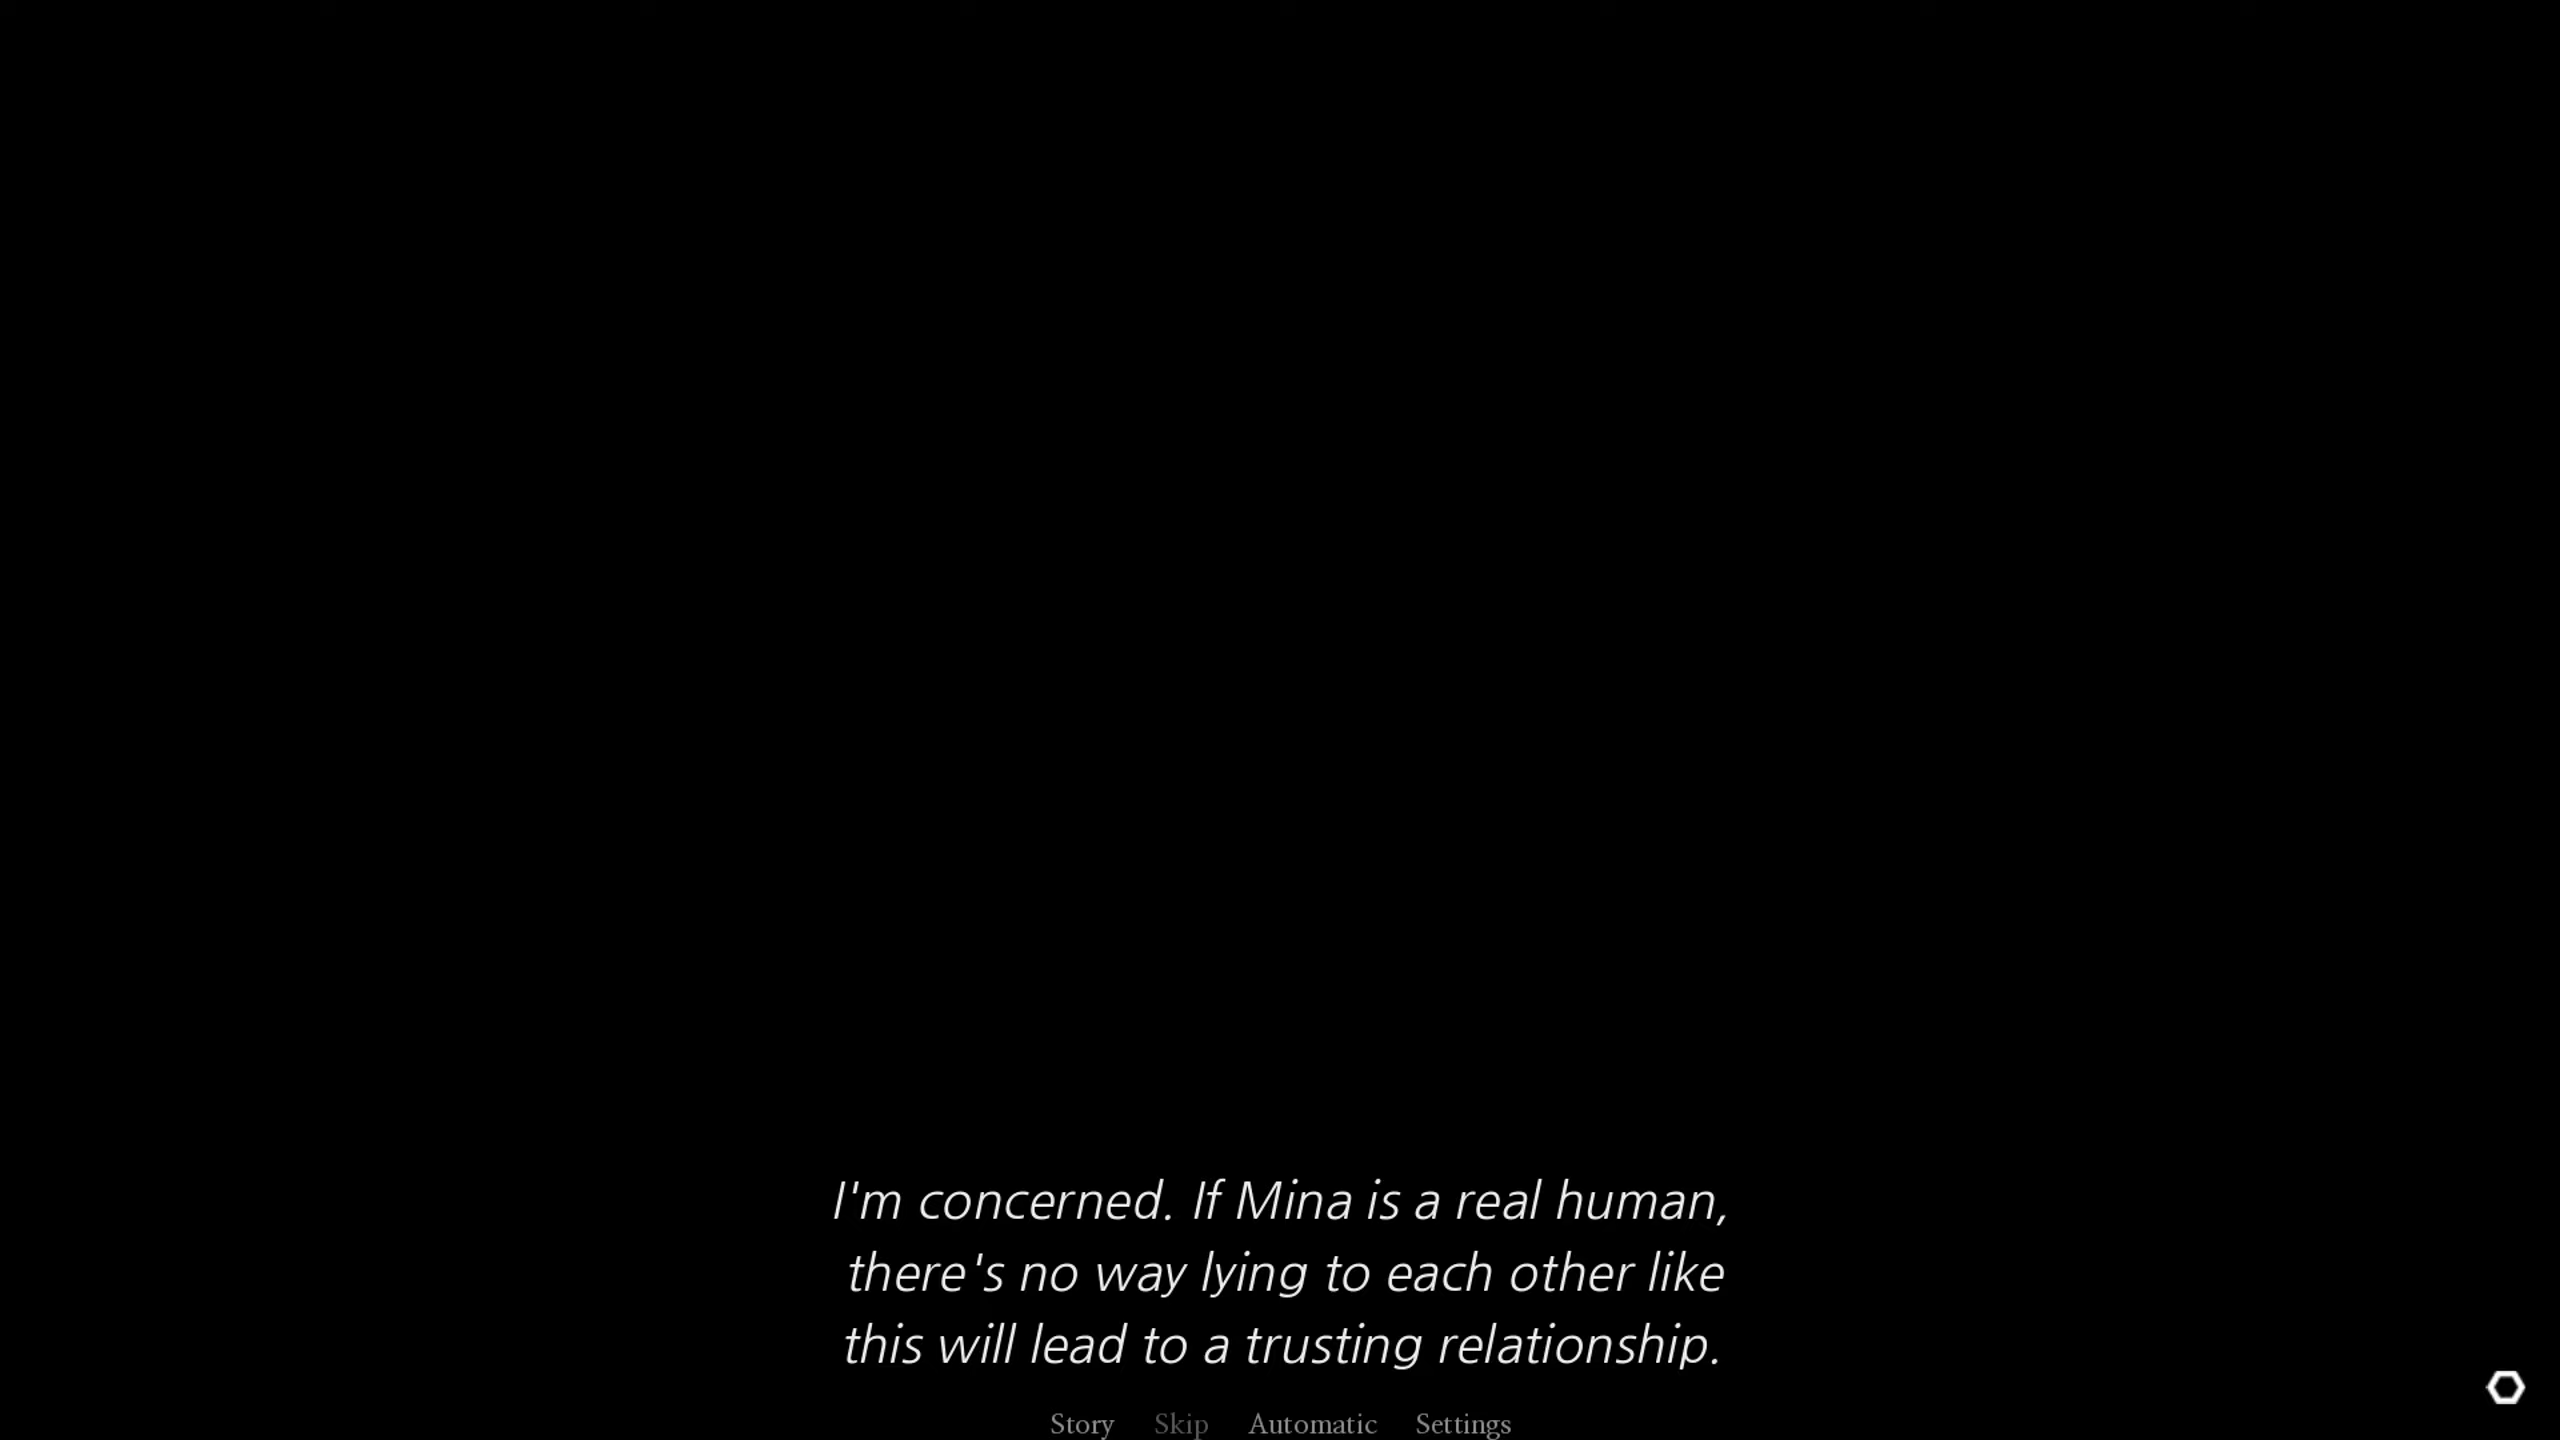 I'm concerned. If Mina is a real human,
there's no way lying to each other like
this will lead to a trusting relationship.
Story Skip Automatic Settings